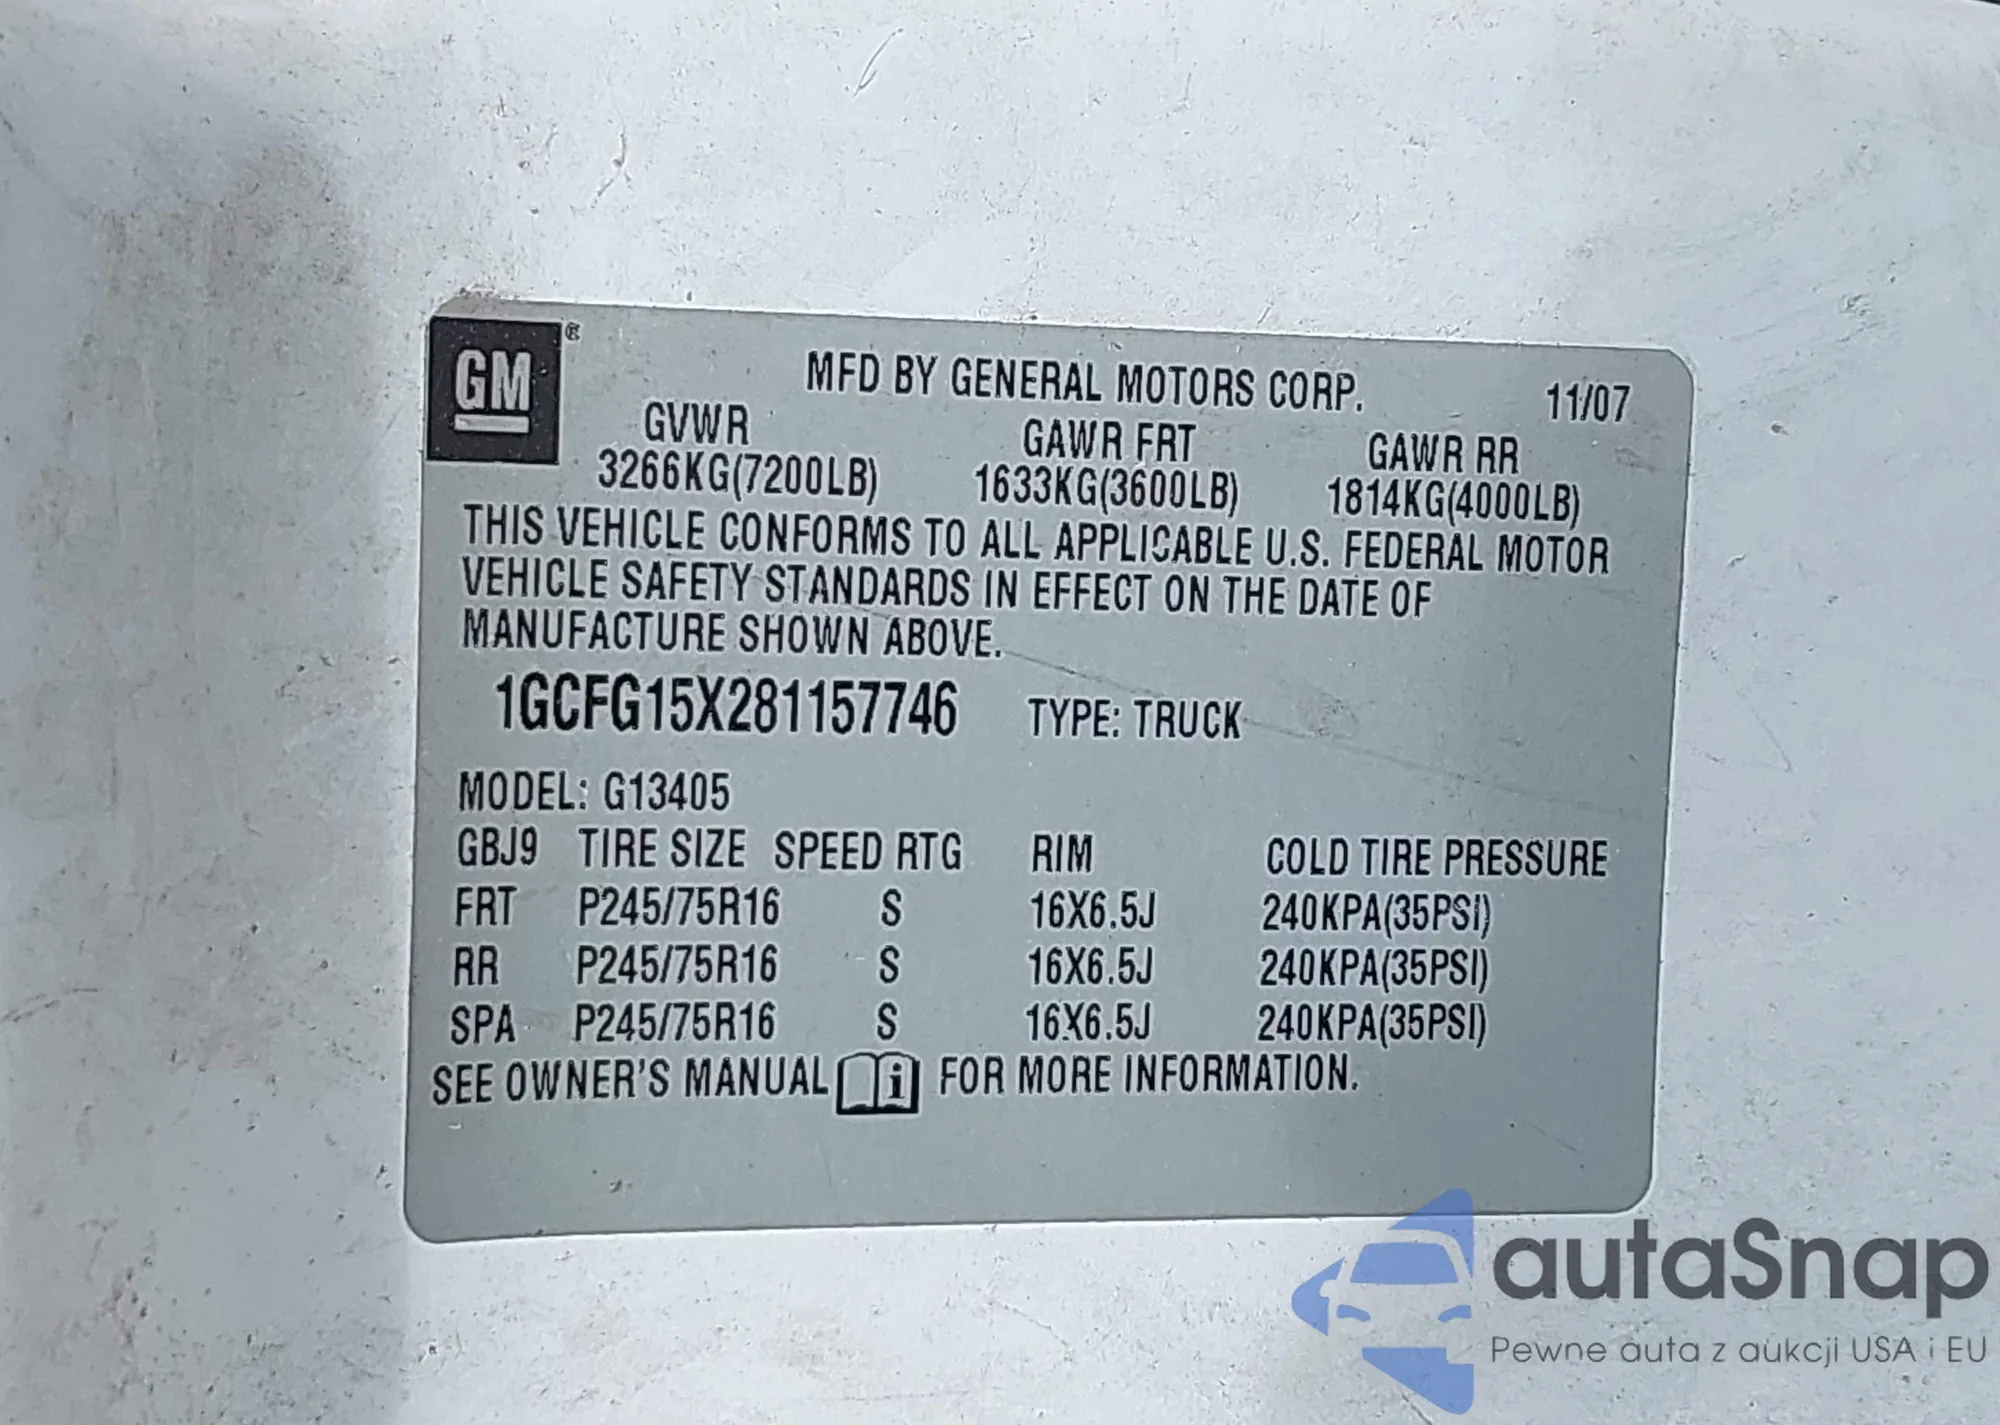 GM®
MFD BY GENERAL MOTORS CORP. 11/07
GVWR GAWR FRT GAWR RR
3266KG(7200LB) 1633KG(3600LB) 1814KG(4000LB)
THIS VEHICLE CONFORMS TO ALL APPLICABLE U.S. FEDERAL MOTOR
VEHICLE SAFETY STANDARDS IN EFFECT ON THE DATE OF
MANUFACTURE SHOWN ABOVE.
1GCFG15X281157746 TYPE: TRUCK
MODEL: G13405
GBJ9 TIRE SIZE SPEED RTG RIM COLD TIRE PRESSURE
FRT P245/75R16 S 16X6.5J 240KPA(35PSI)
RR P245/75R16 S 16X6.5J 240KPA(35PSI)
SPA P245/75R16 S 16X6.5J 240KPA(35PSI)
SEE OWNER'S MANUAL i FOR MORE INFORMATION.
autaSnap
Pewne auta z aukcji USA i EU